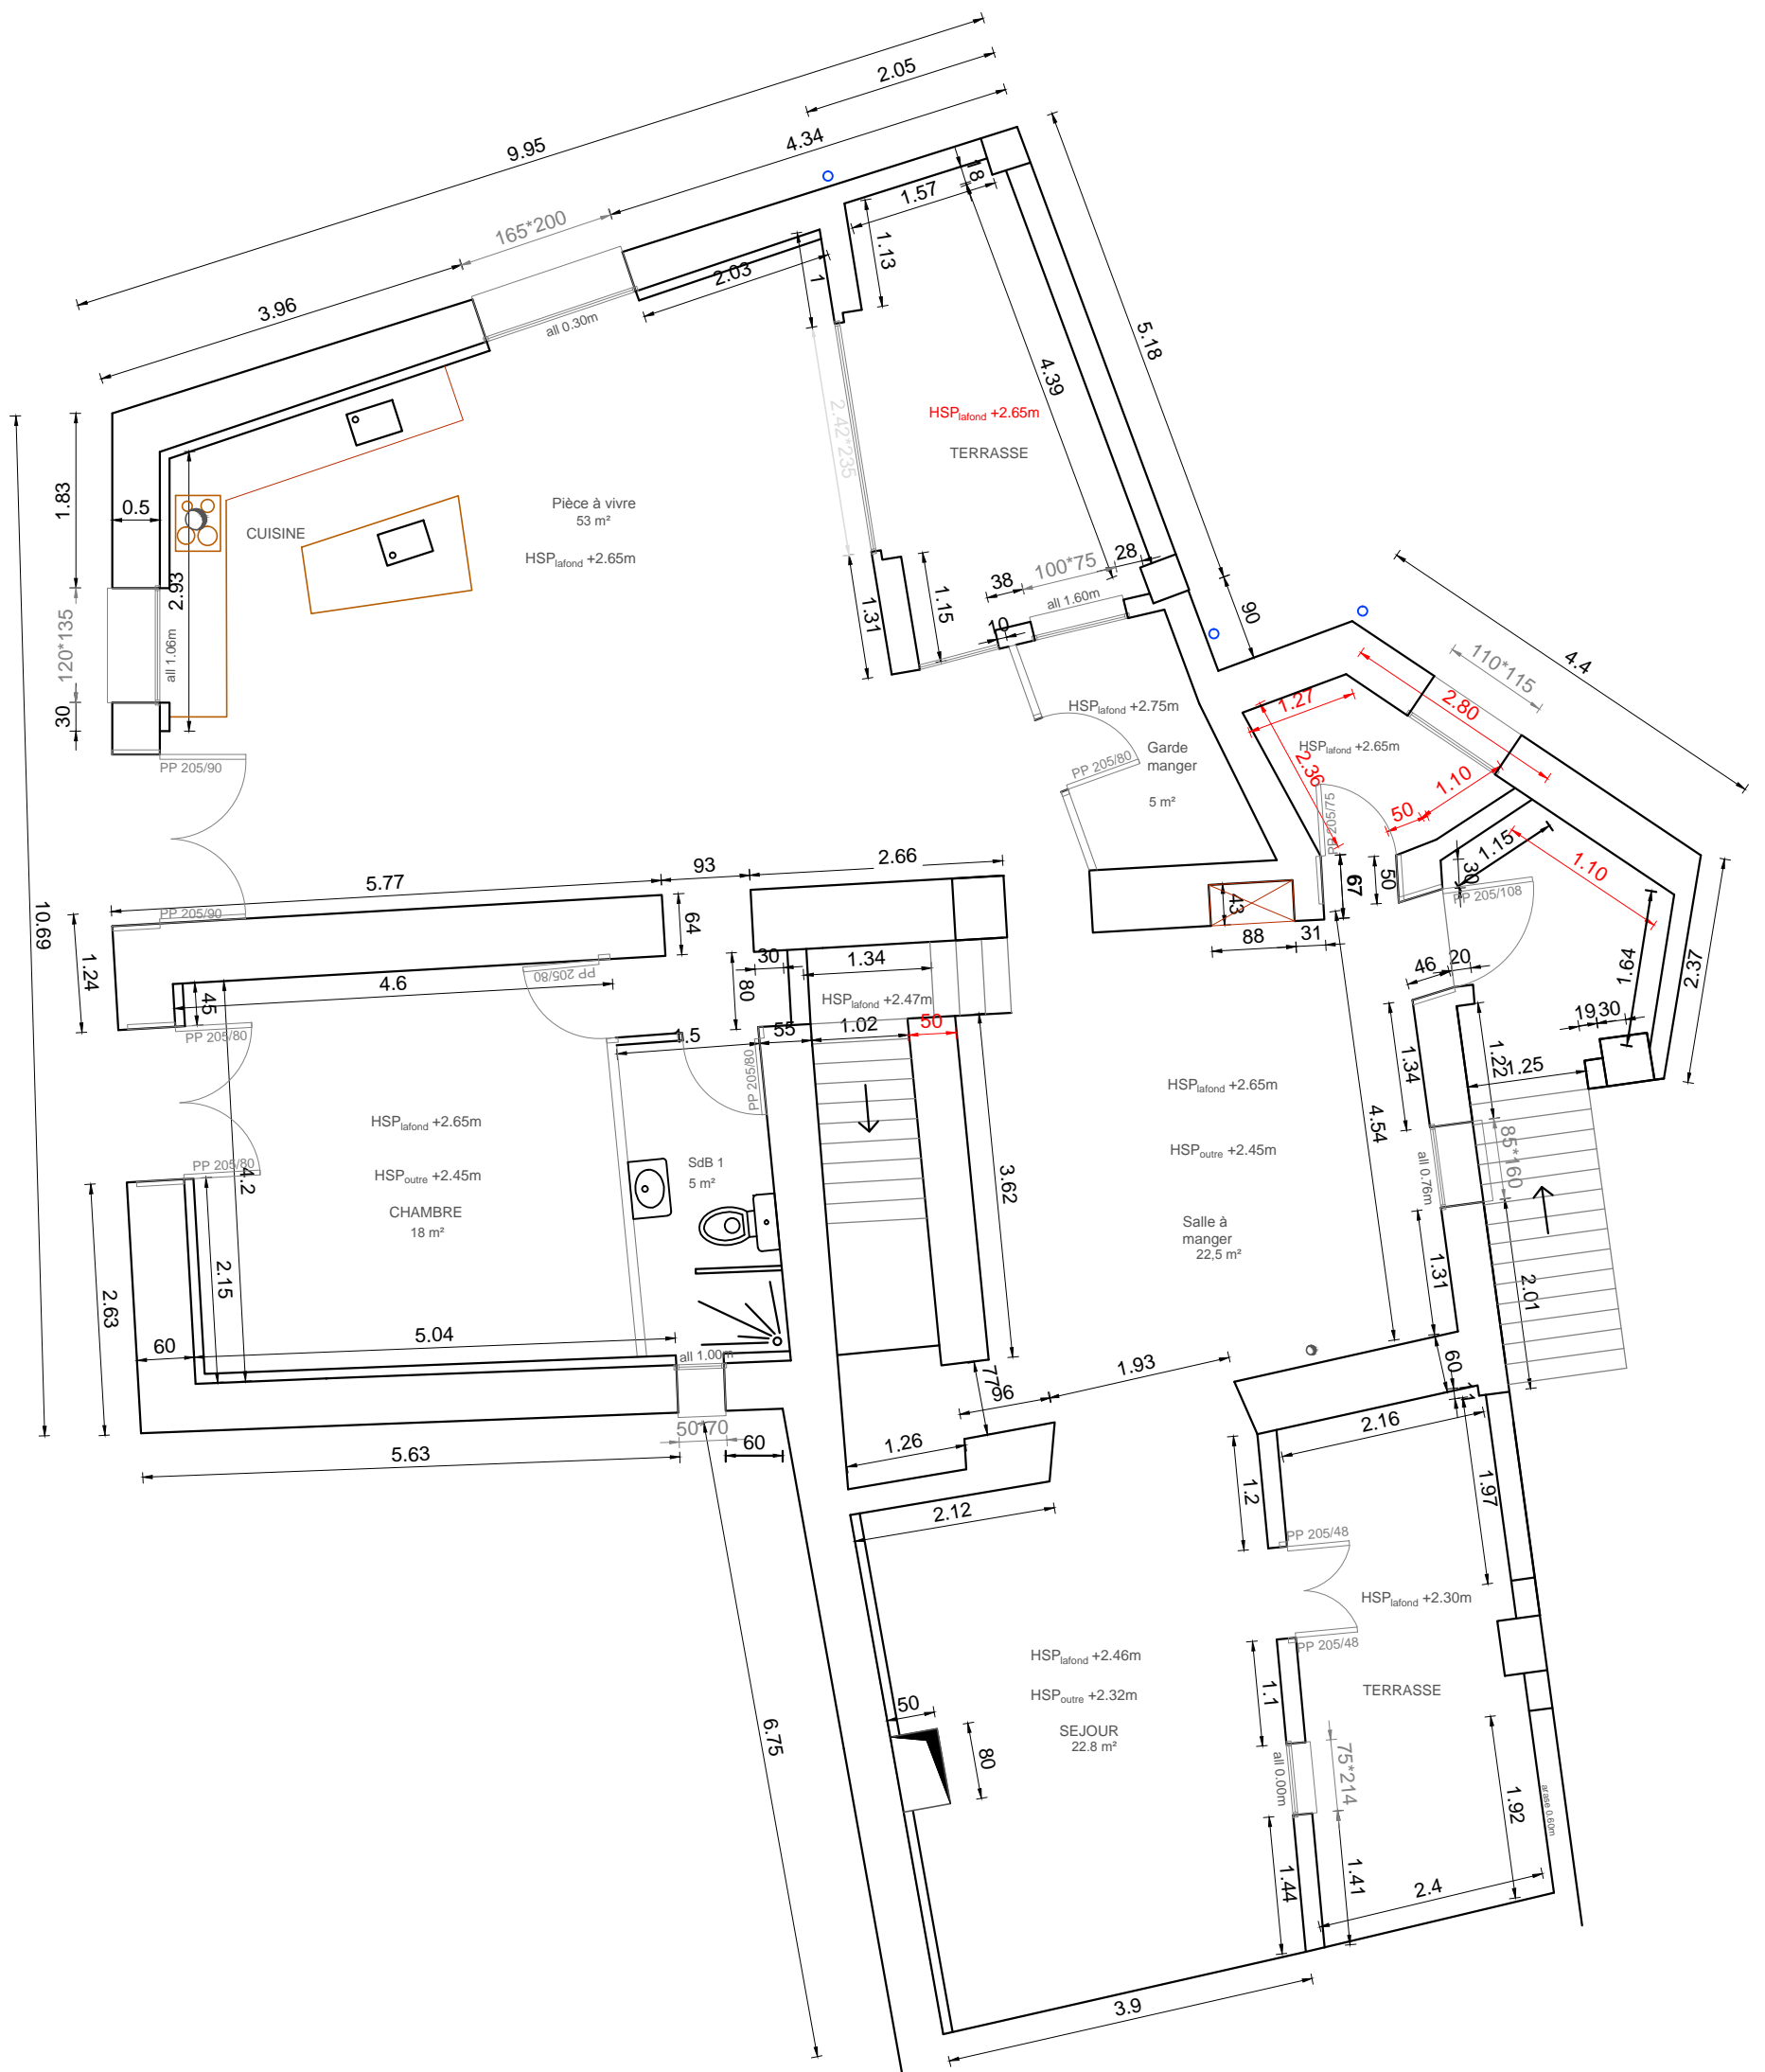 2.05
9.95
4.34
165*200
1.57
18
1.13
3.96
2.03
1
all 0.30m
5.18
4.39
2.42*235
HSPlafond +2.65m
TERRASSE
1.83
0.5
CUISINE
Pièce à vivre
53 m²
HSPlafond +2.65m
2.93
120*135
all 1.06m
30
1.31
1.15
38
100*75
28
all 1.60m
10
90
4.4
110*115
2.80
1.27
HSPlafond +2.65m
2.36
1.10
50
HSPlafond +2.75m
Garde
manger
5 m²
PP 205/80
PP 205/75
PP 205/90
10.69
5.77
93
2.66
64
PP 205/90
1.24
4.6
45
PP 205/80
PP 205/80
30
80
1.34
HSPlafond +2.47m
43
88
31
67
50
30
1.15
1.10
PP 205/108
1.64
2.37
46
20
19
30
1.5
55
1.02
50
PP 205/80
1.34
1.22
1.25
HSPlafond +2.65m
HSPoutre +2.45m
CHAMBRE
18 m²
PP 205/80
4.2
SdB 1
5 m²
HSPlafond +2.65m
HSPoutre +2.45m
Salle à
manger
22,5 m²
3.62
4.54
85*160
all 0.76m
1.31
2.01
2.63
2.15
60
5.04
all 1.00m
50*70
60
5.63
77
96
1.93
1.26
2.12
60
2.16
1.2
1.97
PP 205/48
PP 205/48
HSPlafond +2.30m
TERRASSE
HSPlafond +2.46m
HSPoutre +2.32m
SEJOUR
22.8 m²
6.75
50
80
1.1
all 0.00m
75*214
1.92
arase 0.60m
1.44
1.41
2.4
3.9